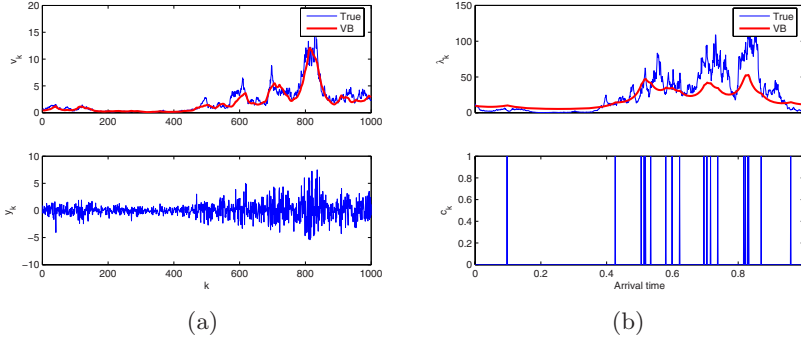 20
15
10
5
0
v_k
True
VB
0 200 400 600 800 1000
10
5
0
−5
−10
y_k
0 200 400 600 800 1000
k
(a)
150
100
50
0
λ_k
True
VB
1
0.8
0.6
0.4
0.2
0
c_k
0 0.2 0.4 0.6 0.8
Arrival time
(b)